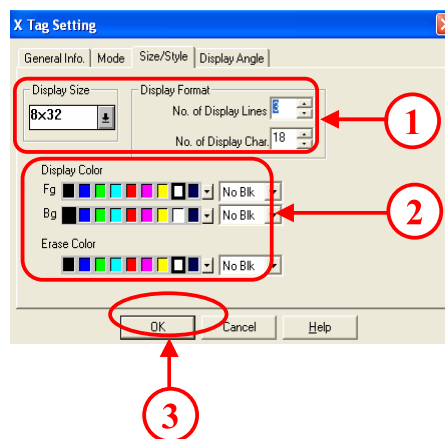 X Tag Setting
General Info. Mode Size/Style Display Angle
Display Size
8×32
Display Format
No. of Display Lines 3
No. of Display Char. 18
1
Display Color
Fg No Blk
Bg No Blk
2
Erase Color
No Blk
OK Cancel Help
3